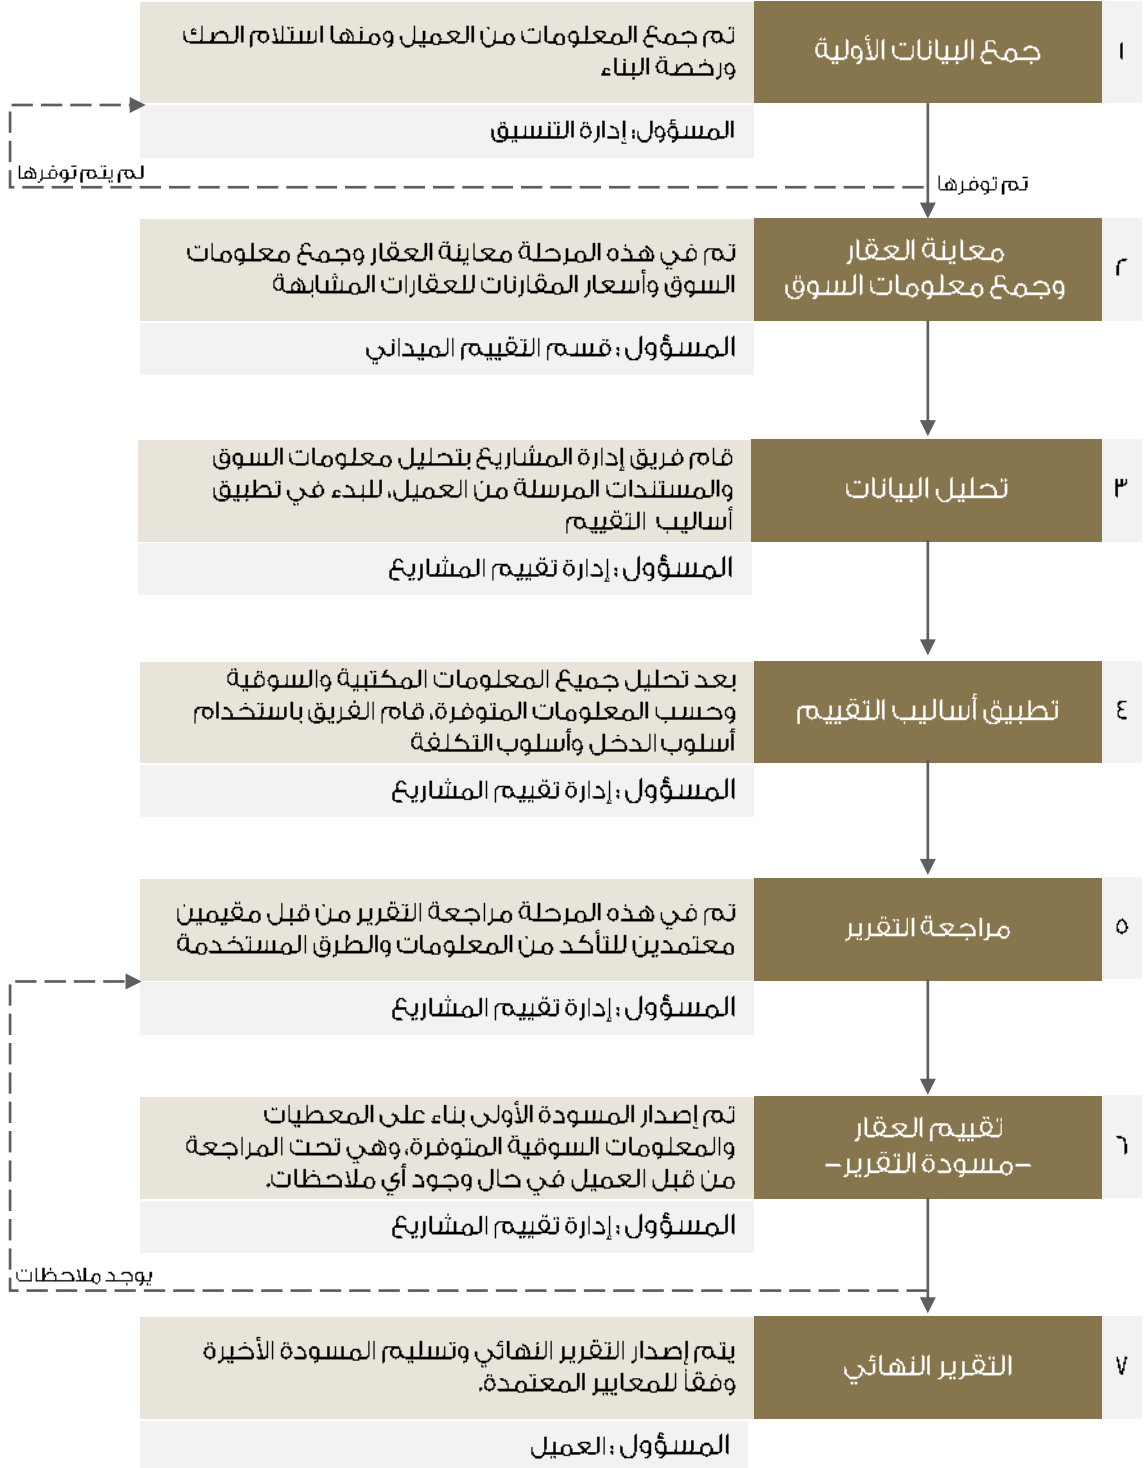 ١
جمع البيانات الأولية
تم جمع المعلومات من العميل ومنها استلام الصك
ورخصة البناء
المسؤول: إدارة التنسيق
لم يتم توفرها
تم توفرها
٢
معاينة العقار
وجمع معلومات السوق
تم في هذه المرحلة معاينة العقار وجمع معلومات
السوق وأسعار المقارنات للعقارات المشابهة
المسؤول: قسم التقييم الميداني
٣
تحليل البيانات
قام فريق إدارة المشاريع بتحليل معلومات السوق
والمستندات المرسلة من العميل، للبدء في تطبيق
أساليب التقييم
المسؤول: إدارة تقييم المشاريع
٤
تطبيق أساليب التقييم
بعد تحليل جميع المعلومات المكتبية والسوقية
وحسب المعلومات المتوفرة، قام الفريق باستخدام
أسلوب الدخل وأسلوب التكلفة
المسؤول: إدارة تقييم المشاريع
٥
مراجعة التقرير
تم في هذه المرحلة مراجعة التقرير من قبل مقيمين
معتمدين للتأكد من المعلومات والطرق المستخدمة
المسؤول: إدارة تقييم المشاريع
٦
تقييم العقار
-مسودة التقرير-
تم إصدار المسودة الأولى بناء على المعطيات
والمعلومات السوقية المتوفرة، وهي تحت المراجعة
من قبل العميل في حال وجود أي ملاحظات.
المسؤول: إدارة تقييم المشاريع
يوجد ملاحظات
٧
التقرير النهائي
يتم إصدار التقرير النهائي وتسليم المسودة الأخيرة
وفقاً للمعايير المعتمدة.
المسؤول: العميل